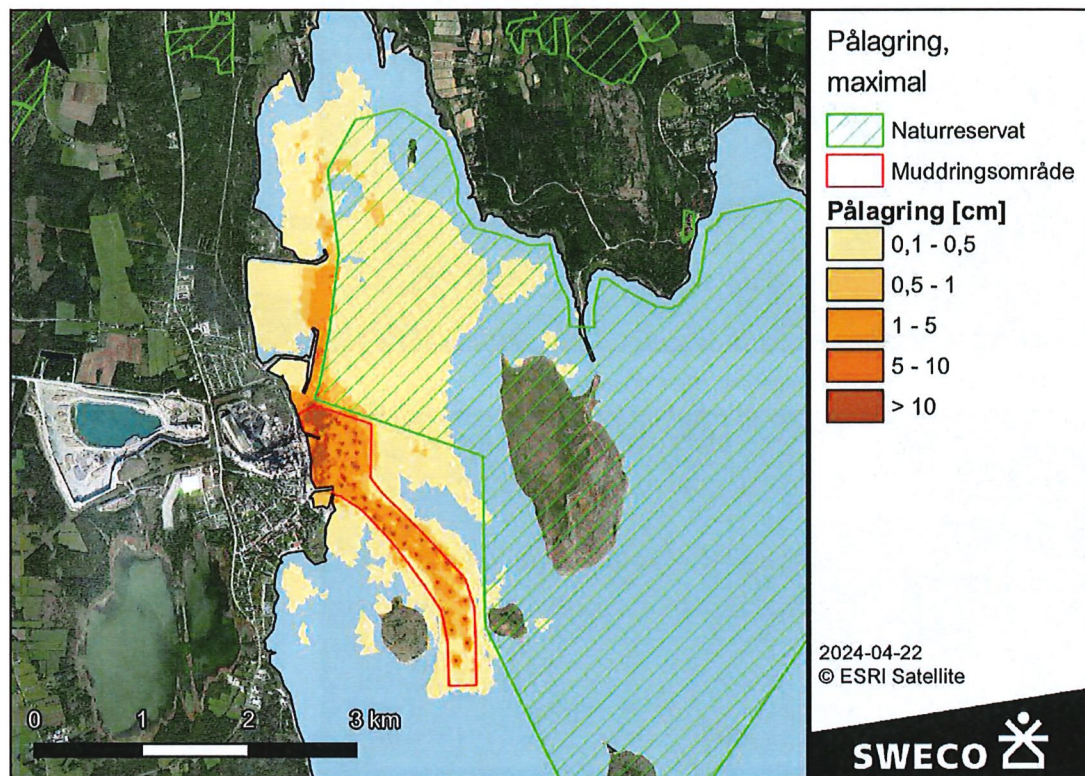 Pålagring,
maximal
Naturreservat
Muddringsområde
Pålagring [cm]
0,1 - 0,5
0,5 - 1
1 - 5
5 - 10
> 10
2024-04-22
© ESRI Satellite
0 1 2 3 km
SWECO